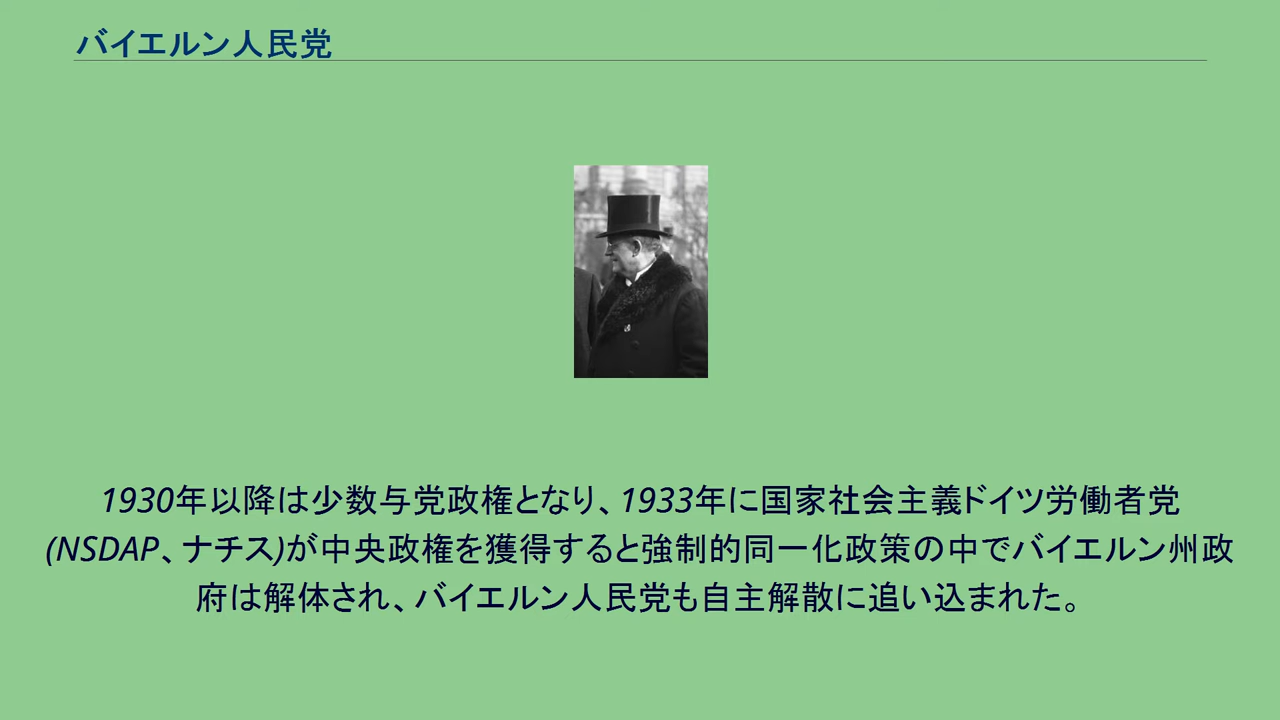 バイエルン人民党
1930年以降は少数与党政権となり、1933年に国家社会主義ドイツ労働者党
(NSDAP、ナチス)が中央政権を獲得すると強制的同一化政策の中でバイエルン州政
府は解体され、バイエルン人民党も自主解散に追い込まれた。